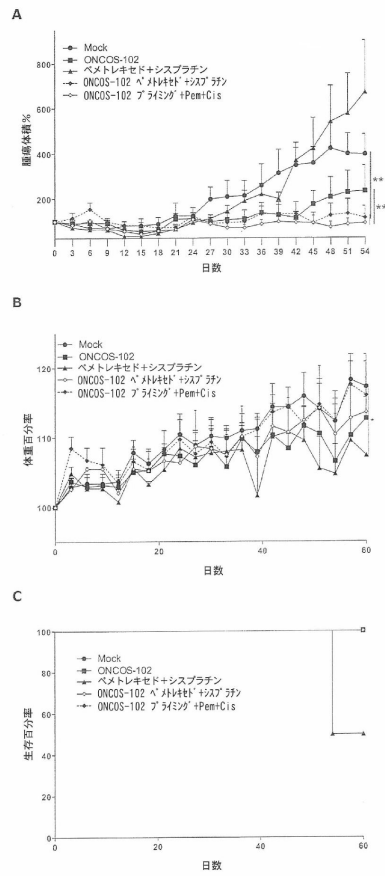 A
Mock
ONCOS-102
ペメトレキセド+シスプラチン
ONCOS-102 ペメトレキセド+シスプラチン
ONCOS-102 プライミング+Pem+Cis
腫瘍体積%
800
600
400
200
**
**
0 3 6 9 12 15 18 21 24 27 30 33 36 39 42 45 48 51 54
日数
B
Mock
ONCOS-102
ペメトレキセド+シスプラチン
ONCOS-102 ペメトレキセド+シスプラチン
ONCOS-102 プライミング+Pem+Cis
体重百分率
120
110
100
0 20 40 60
日数
C
100
80
60
40
20
0
Mock
ONCOS-102
ペメトレキセド+シスプラチン
ONCOS-102 ペメトレキセド+シスプラチン
ONCOS-102 プライミング+Pem+Cis
生存百分率
0 20 40 60
日数